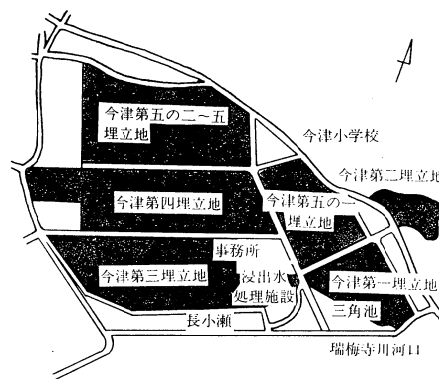 今津第五の二～五
埋立地
今津小学校
今津第二埋立地
今津第四埋立地
今津第五の一
埋立地
事務所
今津第三埋立地
浸出水
処理施設
今津第一埋立地
三角池
長小瀬
瑞梅寺川河口